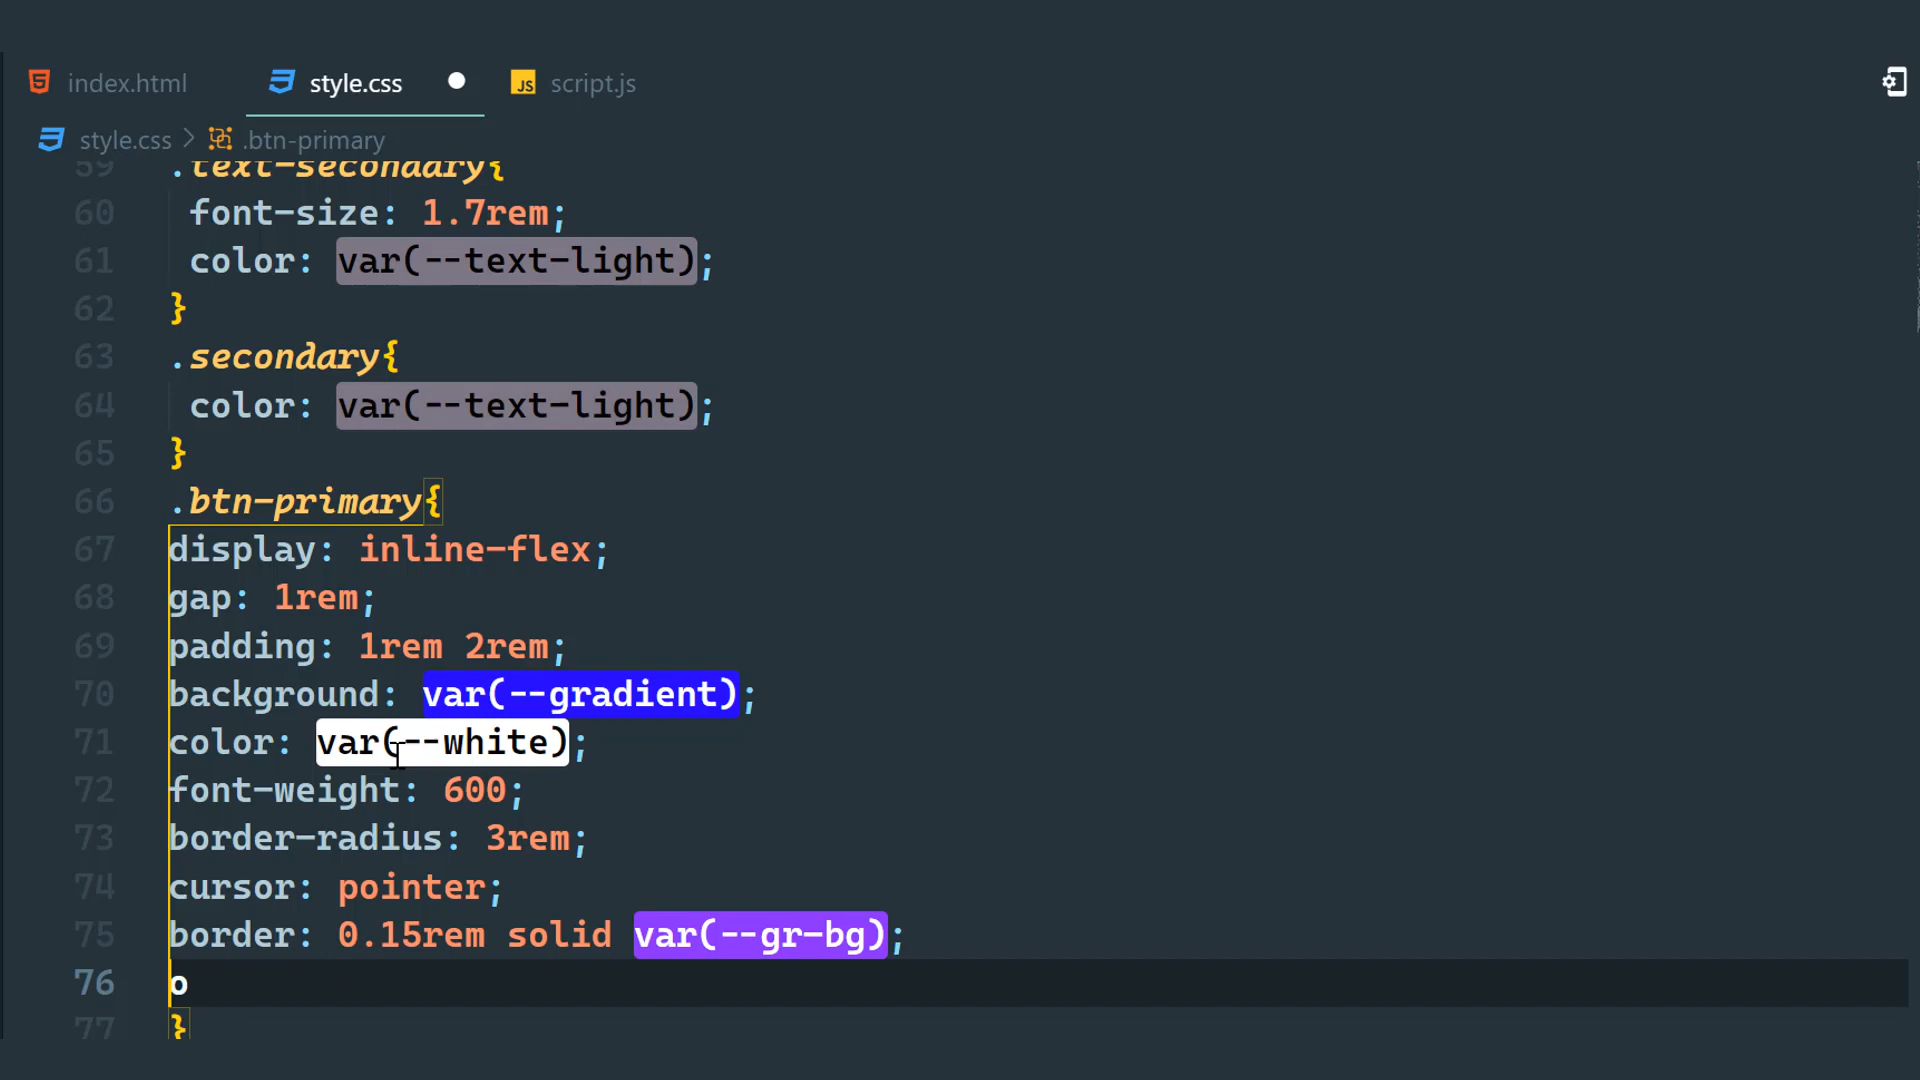 index.html
style.css
JS script.js
style.css > .btn-primary
59 .text-secondary{
60 font-size: 1.7rem;
61 color: var(--text-light);
62 }
63 .secondary{
64 color: var(--text-light);
65 }
66 .btn-primary{
67 display: inline-flex;
68 gap: 1rem;
69 padding: 1rem 2rem;
70 background: var(--gradient);
71 color: var(--white);
72 font-weight: 600;
73 border-radius: 3rem;
74 cursor: pointer;
75 border: 0.15rem solid var(--gr-bg);
76 o
77 }